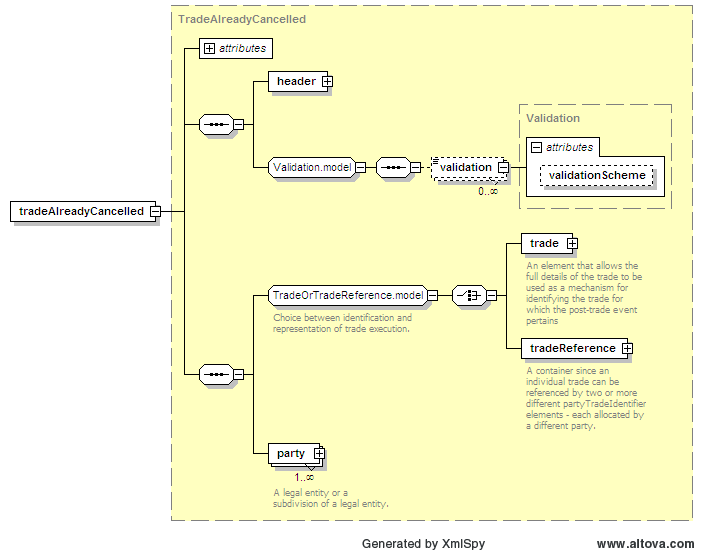 TradeAlreadyCancelled
attributes
header
Validation
attributes
Validation.model
validation
validationScheme
0..∞
tradeAlreadyCancelled
trade
An element that allows the
full details of the trade to be
used as a mechanism for
identifying the trade for
which the post-trade event
pertains
TradeOrTradeReference.model
Choice between identification and
representation of trade execution.
tradeReference
A container since an
individual trade can be
referenced by two or more
different partyTradeIdentifier
elements - each allocated by
a different party.
party
1..∞
A legal entity or a
subdivision of a legal entity.
Generated by XmlSpy
www.altova.com